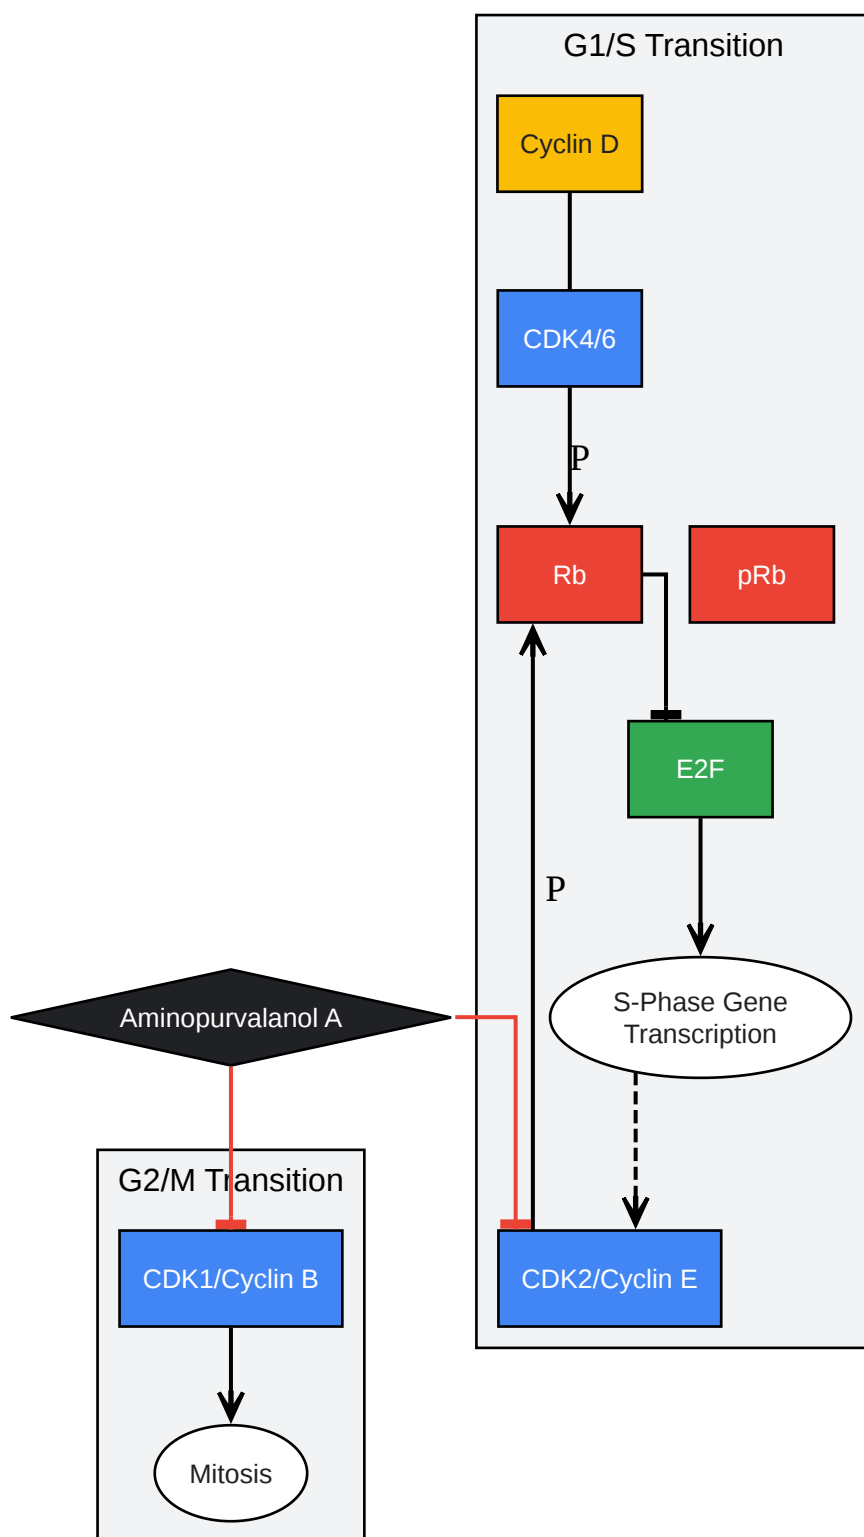 G1/S Transition
Cyclin D
CDK4/6
P
Rb
pRb
E2F
P
Aminopurvalanol A
S-Phase Gene
Transcription
G2/M Transition
CDK1/Cyclin B
CDK2/Cyclin E
Mitosis